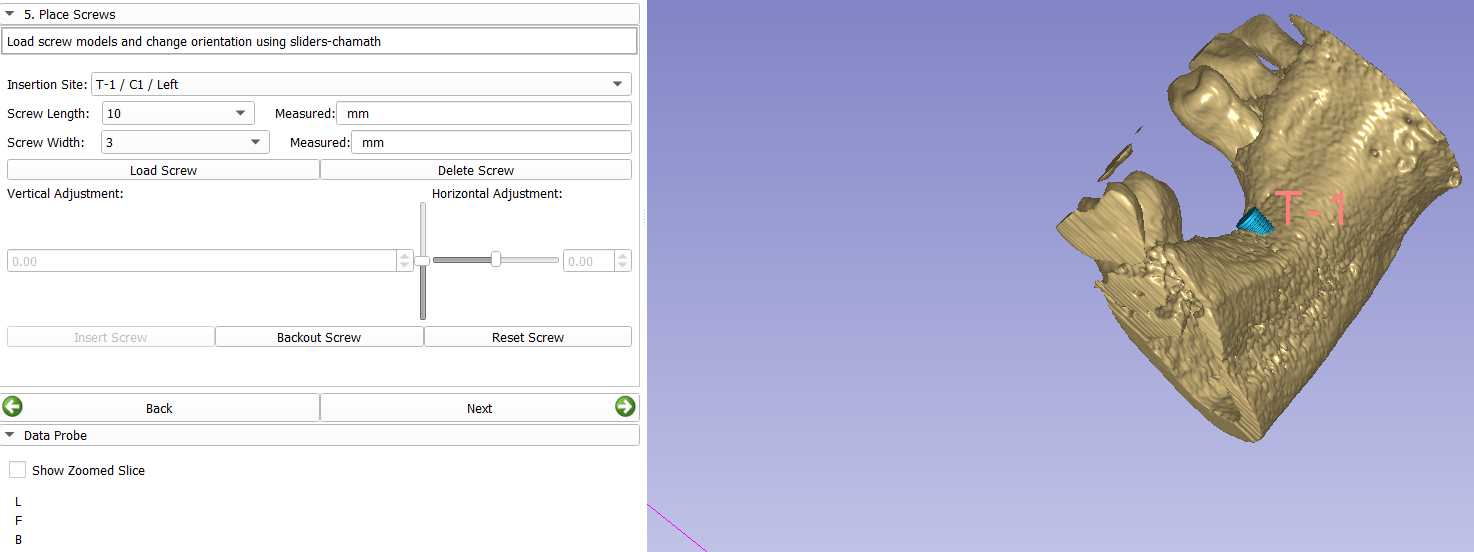 5. Place Screws
Load screw models and change orientation using sliders-chamath
Insertion Site: T-1 / C1 / Left
Screw Length: 10 Measured: mm
Screw Width: 3 Measured: mm
Load Screw Delete Screw
Vertical Adjustment: Horizontal Adjustment:
0.00 0.00
Insert Screw Backout Screw Reset Screw
Back Next
Data Probe
Show Zoomed Slice
L
F
B
T-1